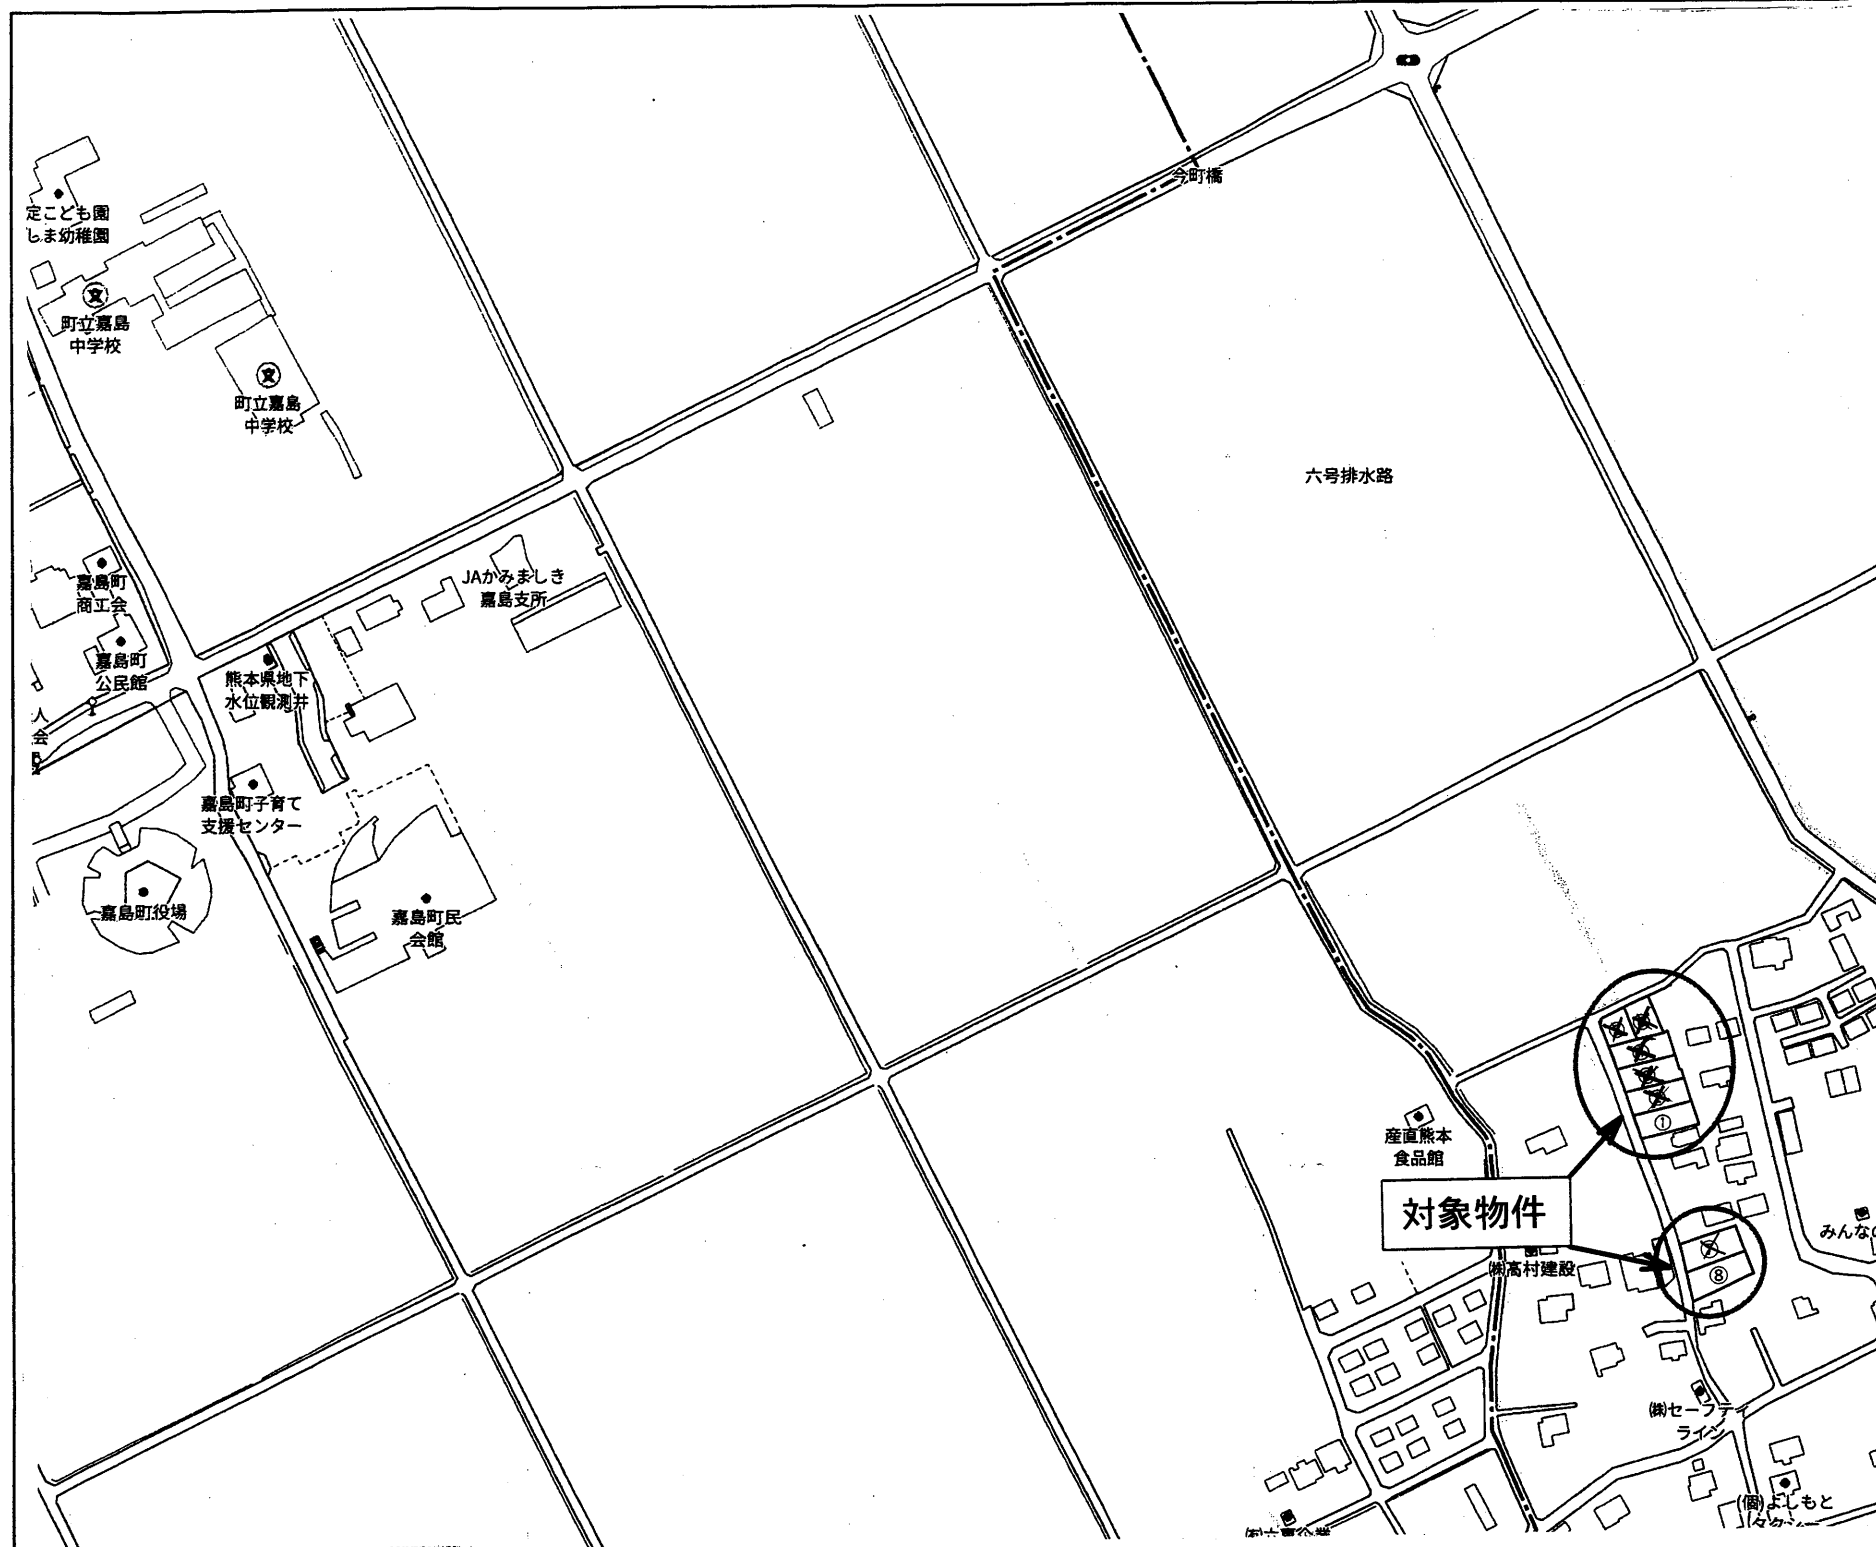 今町橋
定こども園
しま幼稚園
町立嘉島
中学校
町立嘉島
中学校
六号排水路
JAかみましき
嘉島支所
嘉島町
商工会
嘉島町
公民館
熊本県地下
水位観測井
人
会
嘉島町子育て
支援センター
嘉島町役場
嘉島町民
会館
①
産直熊本
食品館
対象物件
みんなの
⑧
㈱高村建設
㈱セーフティ
ライン
(個)よしもと